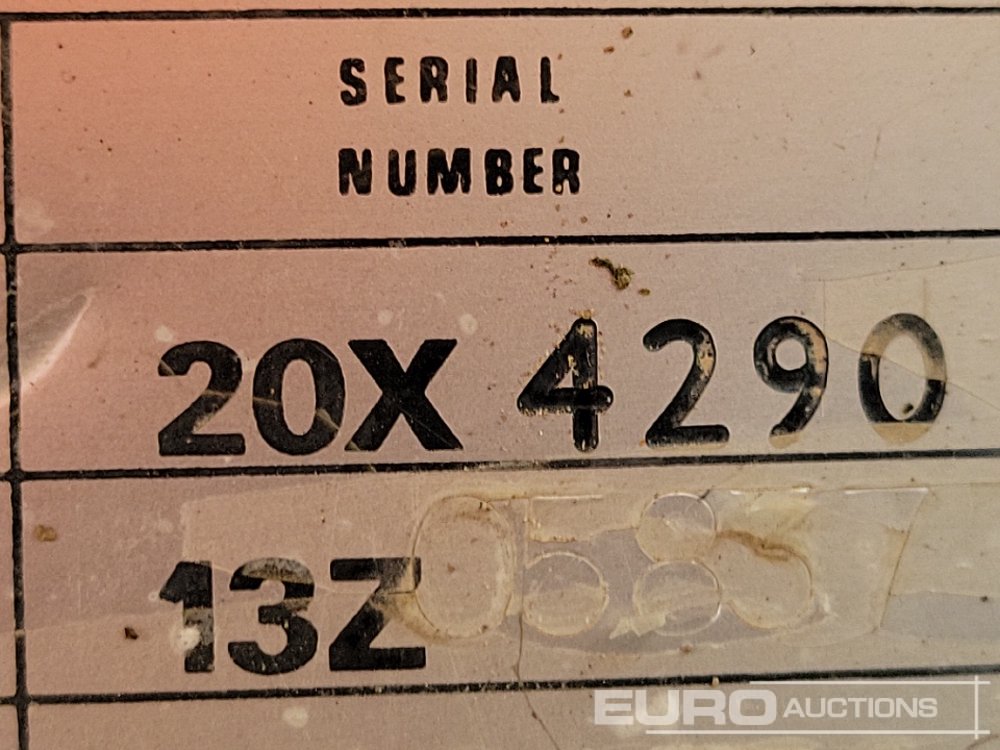 SERIAL
NUMBER
20X 4290
13Z
EURO AUCTIONS